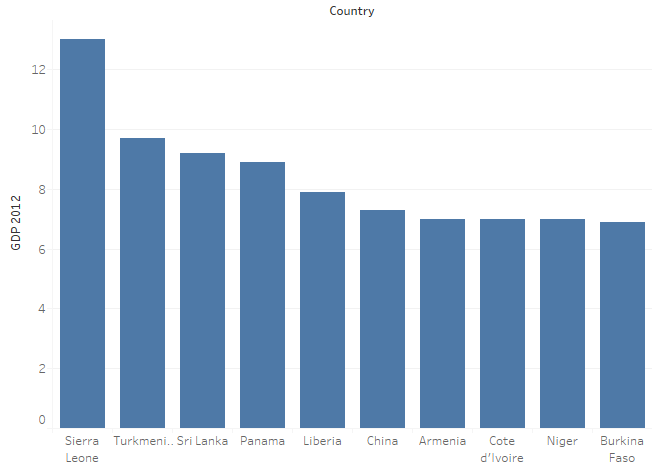 Country
12
10
8
6
4
2
0
GDP 2012
Sierra Leone
Turkmeni..
Sri Lanka
Panama
Liberia
China
Armenia
Cote d'Ivoire
Niger
Burkina Faso